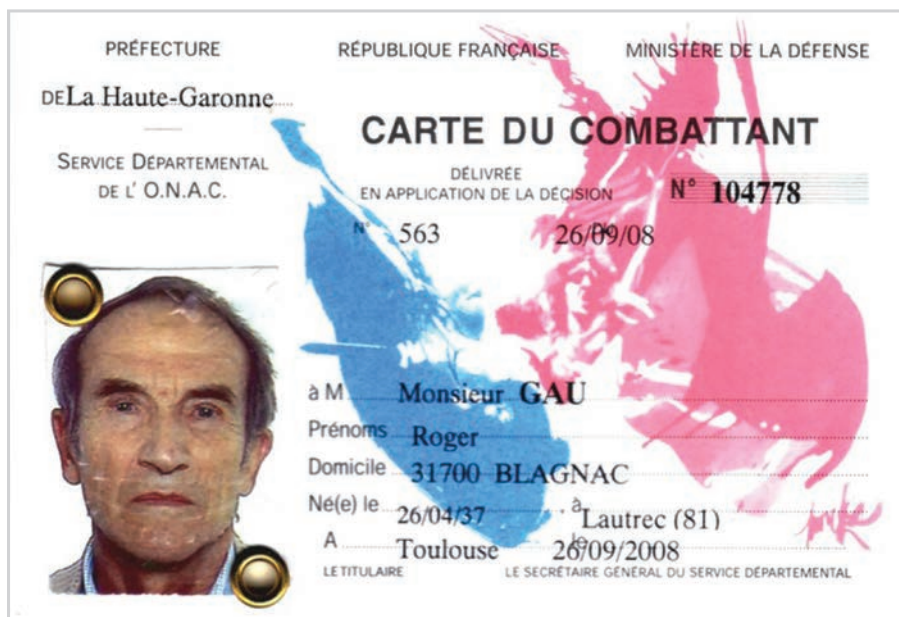 PRÉFECTURE
RÉPUBLIQUE FRANÇAISE
MINISTÈRE DE LA DÉFENSE
DE La Haute-Garonne
CARTE DU COMBATTANT
SERVICE DÉPARTEMENTAL
DE L' O.N.A.C.
DÉLIVRÉE
EN APPLICATION DE LA DÉCISION
N° 104778
N° 563 26/09/08
à M Monsieur GAU
Prénoms Roger
Domicile 31700 BLAGNAC
Né(e) le 26/04/37 à Lautrec (81)
A Toulouse le 26/09/2008
LE TITULAIRE
LE SECRÉTAIRE GÉNÉRAL DU SERVICE DÉPARTEMENTAL